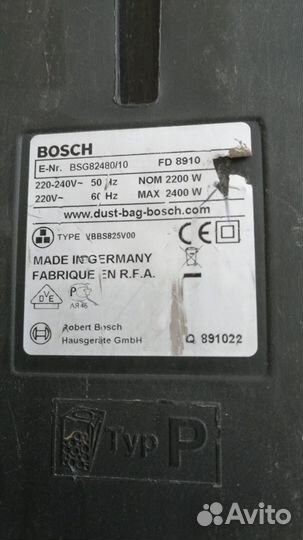 BOSCH
E-Nr. BSG82480/10 FD 8910
220-240V~ 50 Hz NOM 2200 W
220V~ 60 Hz MAX 2400 W
www.dust-bag-bosch.com
TYPE VBBS825V00
MADE IN GERMANY
FABRIQUE EN R.F.A.
VDE
Robert Bosch
Hausgeräte GmbH
Q 891022
Typ P
Avito